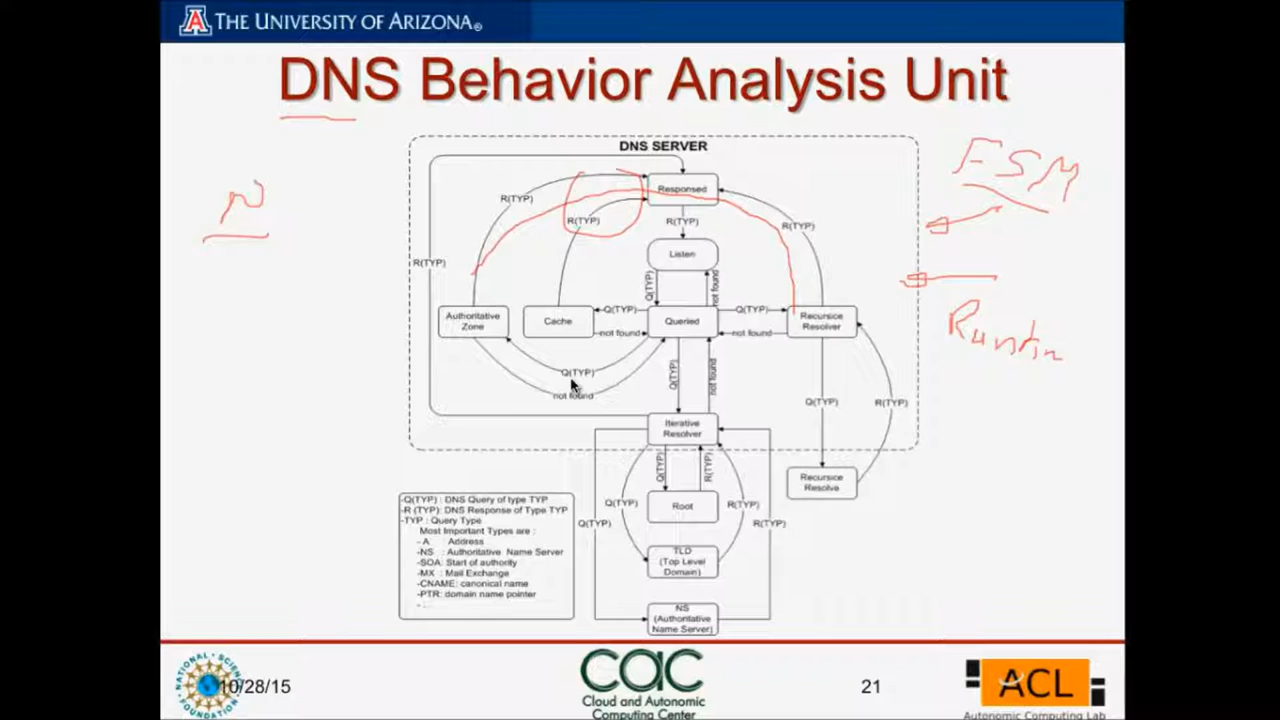 A THE UNIVERSITY OF ARIZONA®
DNS Behavior Analysis Unit
DNS SERVER
FSM
N
Responsed
R(TYP)
R(TYP)
R(TYP)
R(TYP)
R(TYP)
Listen
Q(TYP)
not found
Authoritative
Zone
Cache
Q(TYP)
not found
Queried
Q(TYP)
not found
Recursice
Resolver
Q(TYP)
not found
Q(TYP)
not found
Q(TYP)
R(TYP)
Iterative
Resolver
Q(TYP)
R(TYP)
Recursice
Resolve
Root
Q(TYP)
R(TYP)
Q(TYP)
R(TYP)
TLD
(Top Level
Domain)
NS
(Authoritative
Name Server)
-Q(TYP) : DNS Query of type TYP
-R (TYP): DNS Response of Type TYP
-TYP : Query Type
Most Important Types are :
- A : Address
-NS : Authoritative Name Server
-SOA: Start of authority
-MX : Mail Exchange
-CNAME: canonical name
-PTR: domain name pointer
- ...
NATIONAL SCIENCE FOUNDATION
10/28/15
cac
Cloud and Autonomic
Computing Center
21
ACL
Autonomic Computing Lab